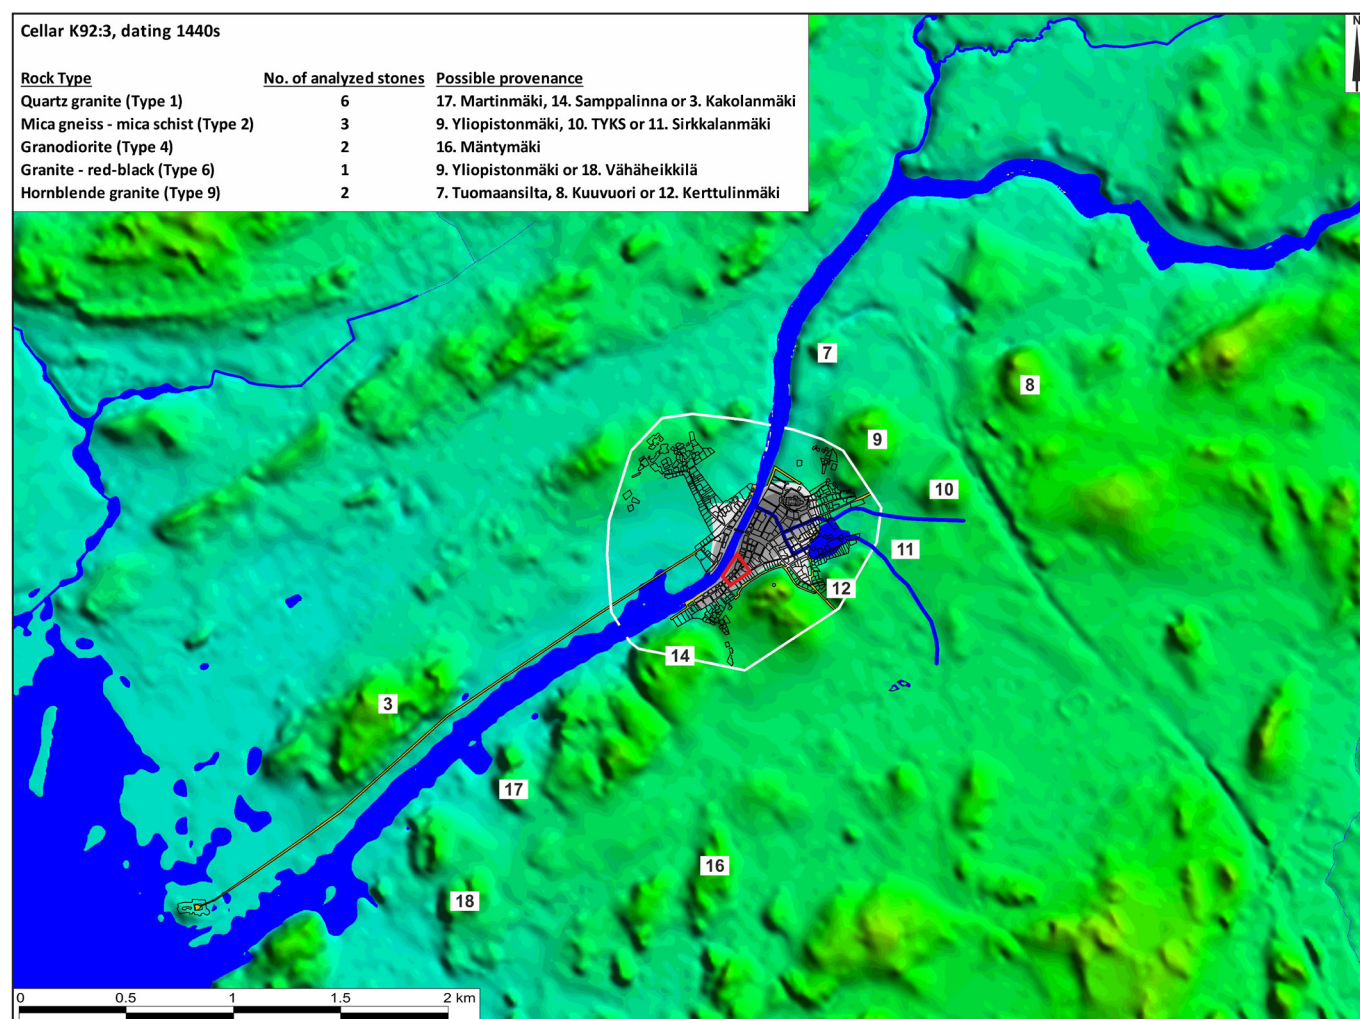 Cellar K92:3, dating 1440s
Rock Type No. of analyzed stones Possible provenance
Quartz granite (Type 1) 6 17. Martinmäki, 14. Samppalinna or 3. Kakolanmäki
Mica gneiss - mica schist (Type 2) 3 9. Yliopistonmäki, 10. TYKS or 11. Sirkkalanmäki
Granodiorite (Type 4) 2 16. Mäntymäki
Granite - red-black (Type 6) 1 9. Yliopistonmäki or 18. Vähäheikkilä
Hornblende granite (Type 9) 2 7. Tuomaansilta, 8. Kuuvuori or 12. Kerttulinmäki
N
7
8
9
10
11
12
14
3
17
16
18
0 0.5 1 1.5 2 km